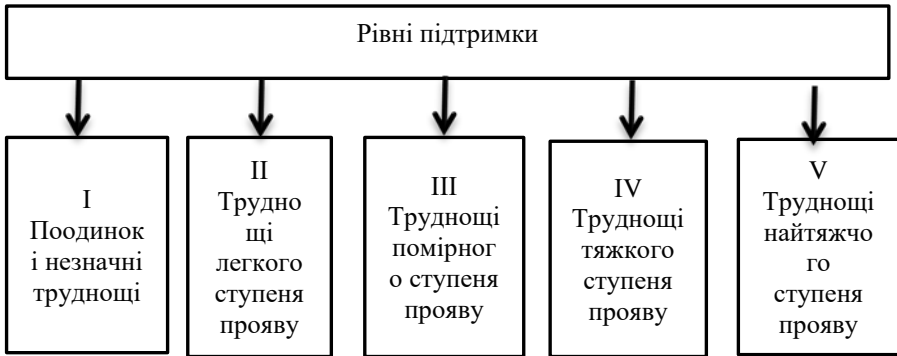 Рівні підтримки
I
Поодинок
і незначні
труднощі
II
Трудно
щі
легкого
ступеня
прояву
III
Труднощі
помірног
о ступеня
прояву
IV
Труднощі
тяжкого
ступеня
прояву
V
Труднощі
найтяжчо
го
ступеня
прояву